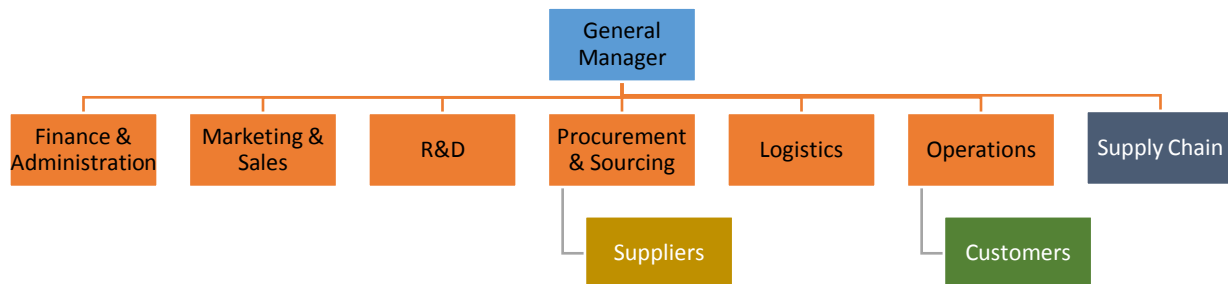 General
Manager
Finance &
Administration
Marketing &
Sales
R&D
Procurement
& Sourcing
Logistics
Operations
Supply Chain
Suppliers
Customers